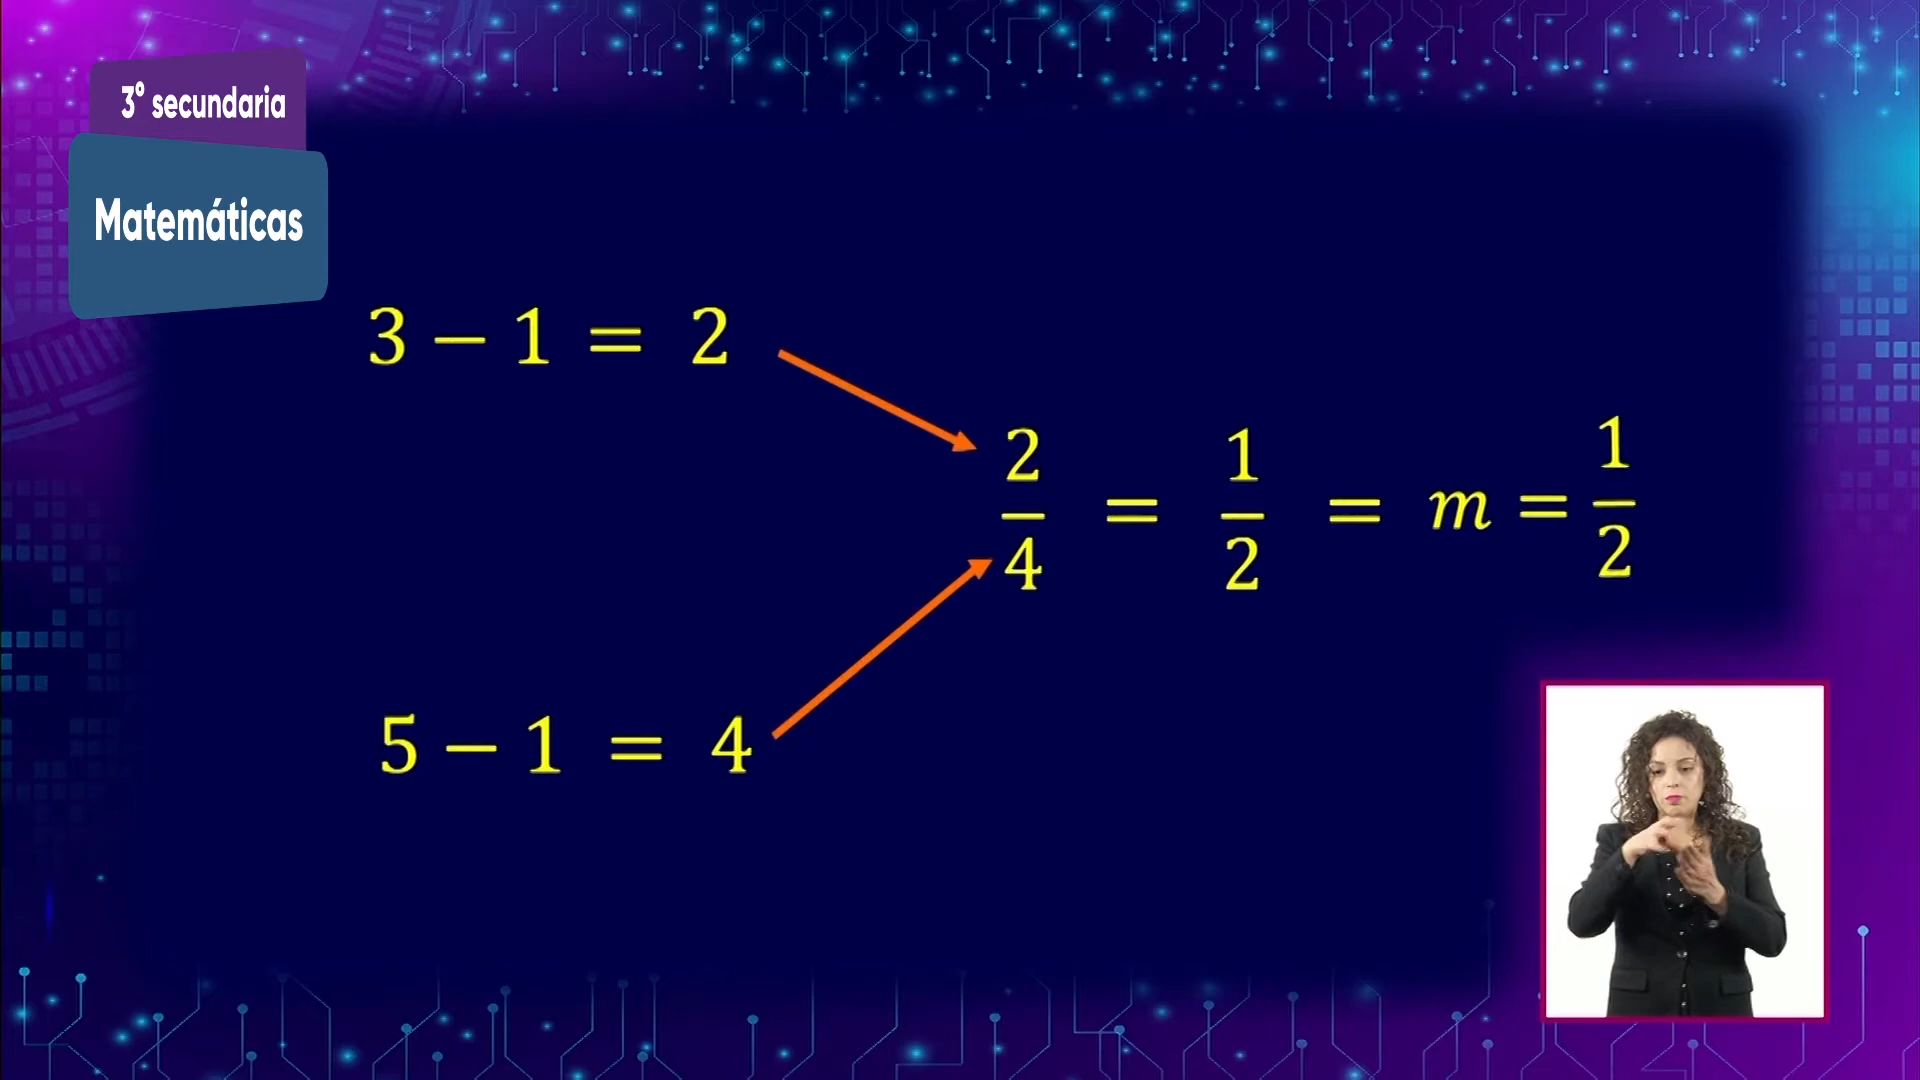 3° secundaria
Matemáticas
3 − 1 = 2
2/4 = 1/2 = m = 1/2
5 − 1 = 4